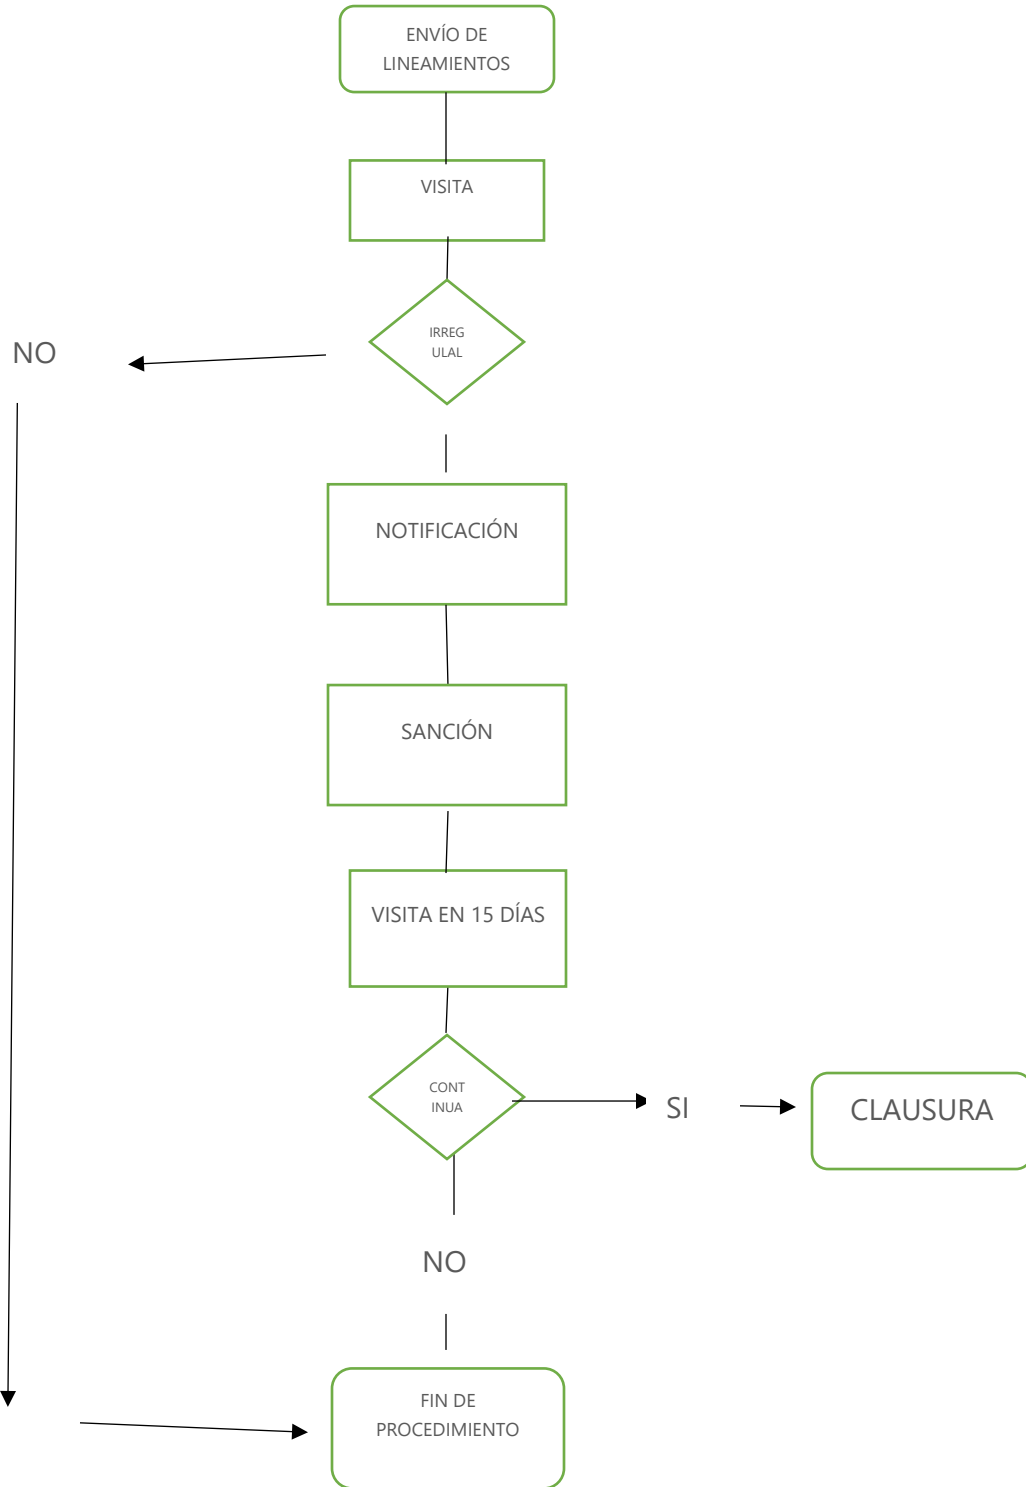 ENVÍO DE
LINEAMIENTOS
VISITA
IRREG
ULAL
NO
NOTIFICACIÓN
SANCIÓN
VISITA EN 15 DÍAS
CONT
INUA
SI
CLAUSURA
NO
FIN DE
PROCEDIMIENTO